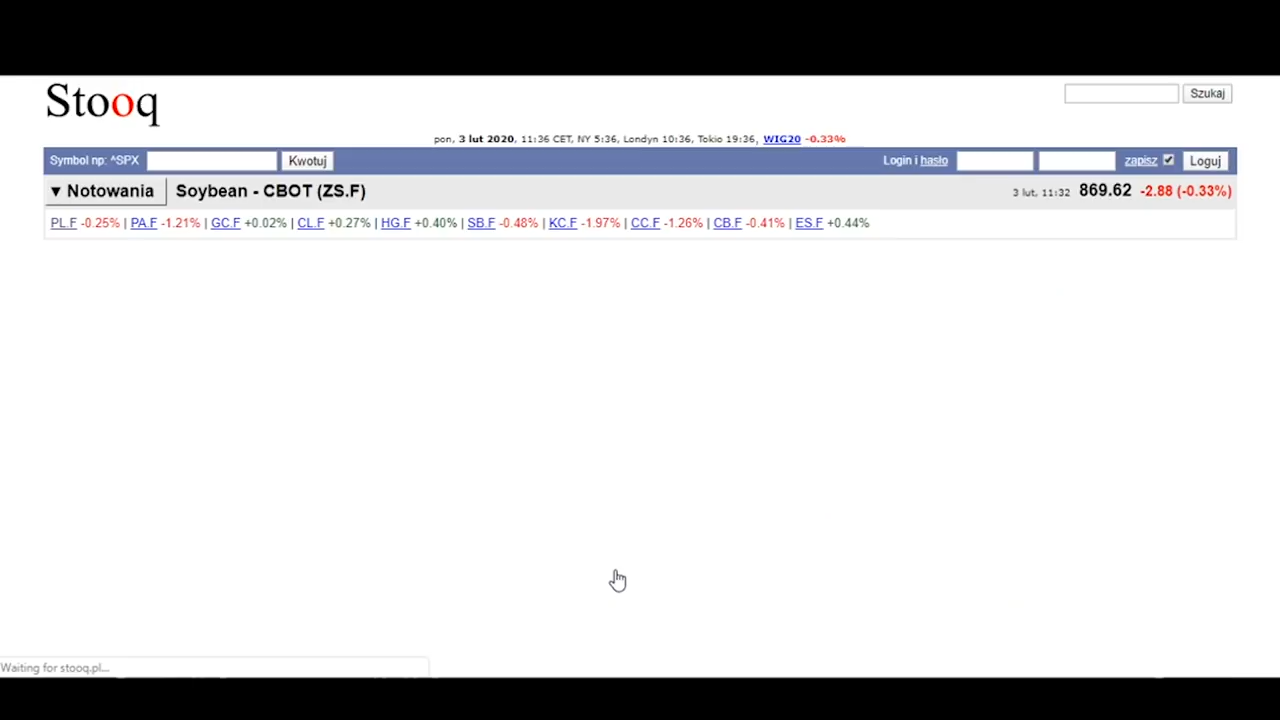 Stooq
Szukaj
pon, 3 lut 2020, 11:36 CET, NY 5:36, Londyn 10:36, Tokio 19:36, WIG20 -0.33%
Symbol np: ^SPX Kwotuj Login i hasło zapisz Loguj
▼ Notowania Soybean - CBOT (ZS.F) 3 lut, 11:32 869.62 -2.88 (-0.33%)
PL.F -0.25% | PA.F -1.21% | GC.F +0.02% | CL.F +0.27% | HG.F +0.40% | SB.F -0.48% | KC.F -1.97% | CC.F -1.26% | CB.F -0.41% | ES.F +0.44%
Waiting for stooq.pl...